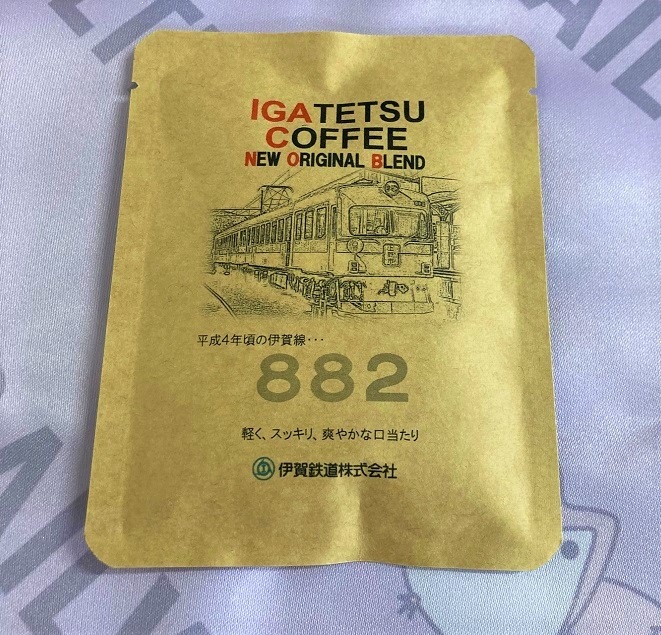 IGATETSU
COFFEE
NEW ORIGINAL BLEND
平成4年頃の伊賀線・・・
882
軽く、スッキリ、爽やかな口当たり
伊賀鉄道株式会社